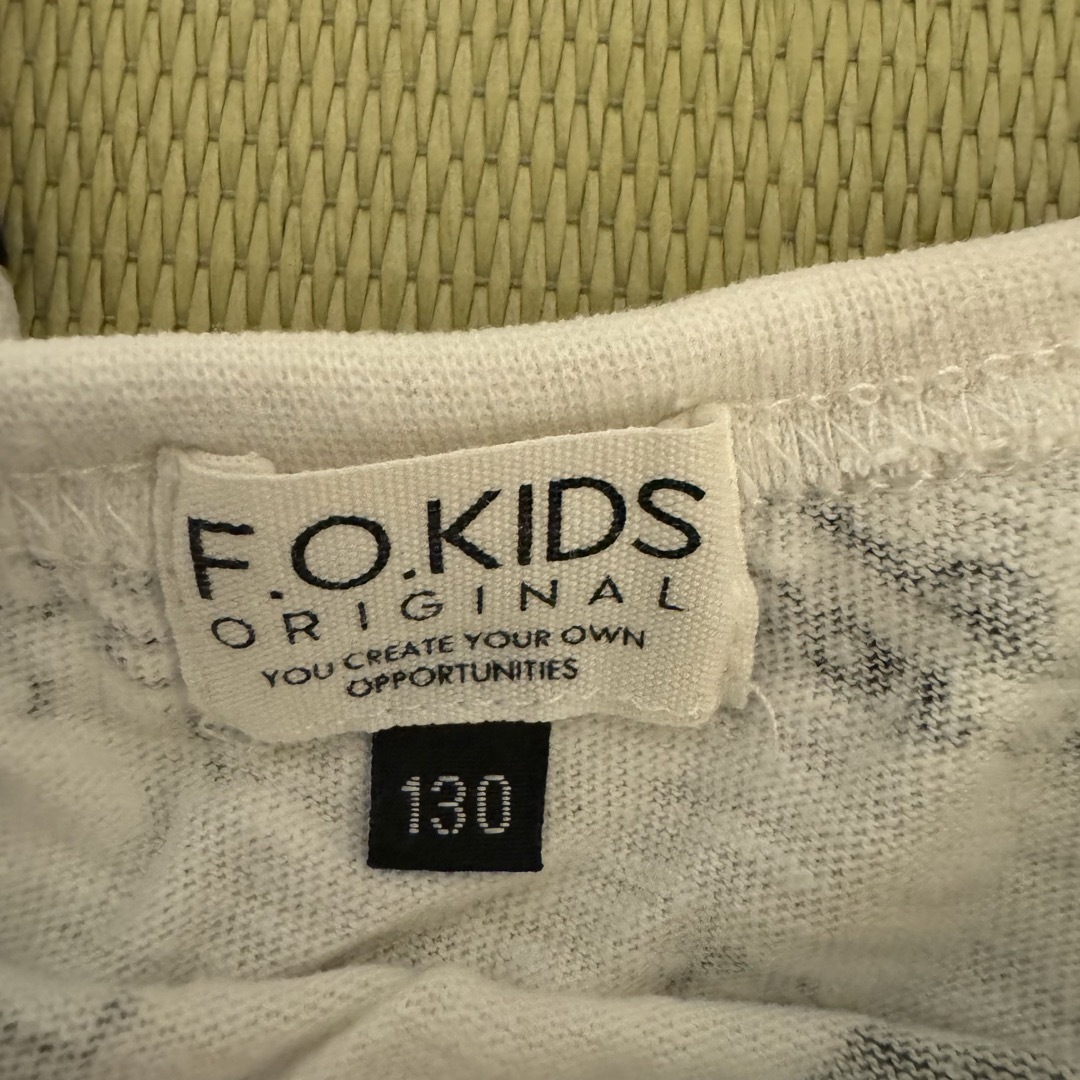 F.O.KIDS
ORIGINAL
YOU CREATE YOUR OWN
OPPORTUNITIES
130